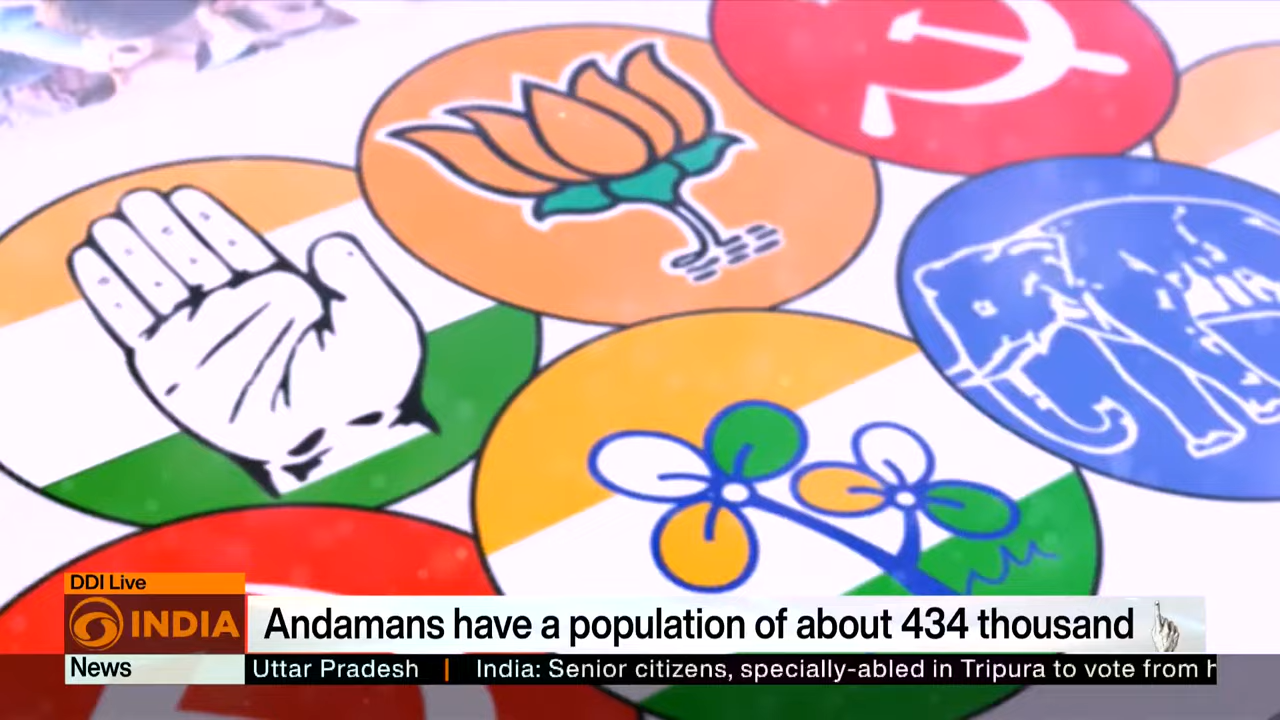 DDI Live
INDIA
Andamans have a population of about 434 thousand
News
Uttar Pradesh | India: Senior citizens, specially-abled in Tripura to vote from h